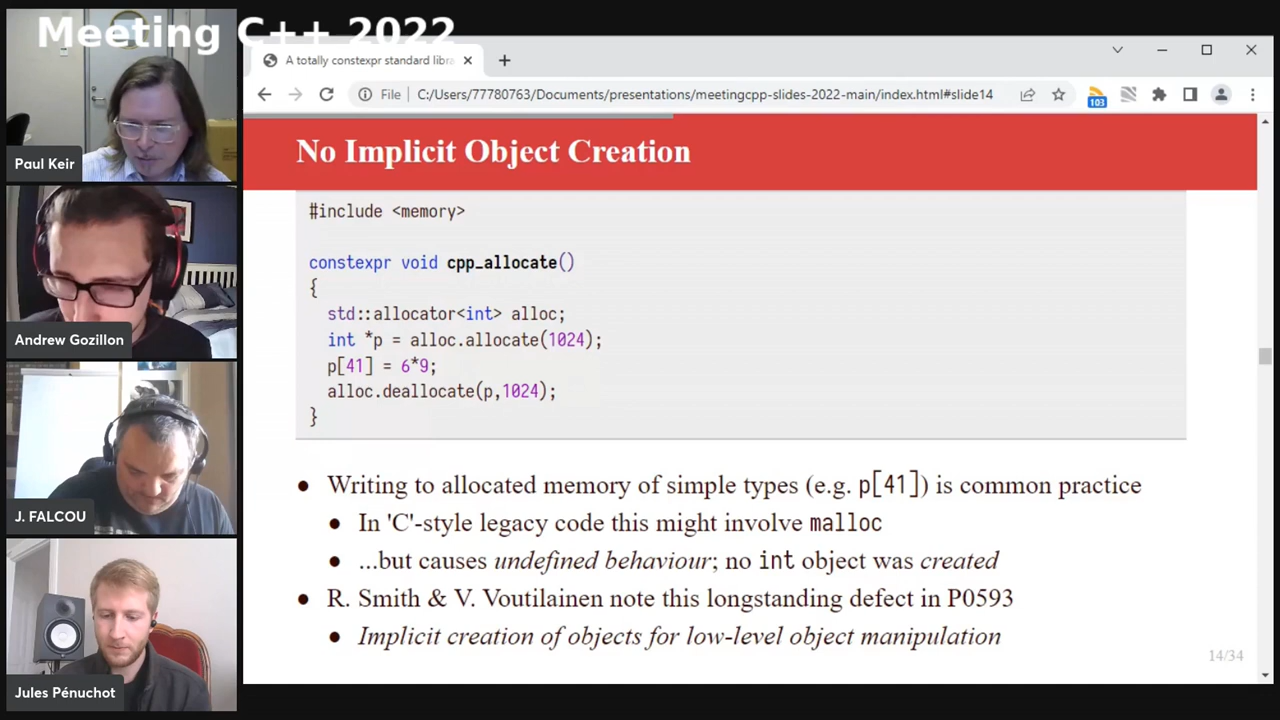 Meeting C++ 2022
A totally constexpr standard libra
File
C:/Users/77780763/Documents/presentations/meetingcpp-slides-2022-main/index.html#slide14
103
Paul Keir
Andrew Gozillon
J. FALCOU
Jules Pénuchot
No Implicit Object Creation
#include <memory>
constexpr void cpp_allocate()
{
std::allocator<int> alloc;
int *p = alloc.allocate(1024);
p[41] = 6*9;
alloc.deallocate(p,1024);
}
● Writing to allocated memory of simple types (e.g. p[41]) is common practice
● In 'C'-style legacy code this might involve malloc
● ...but causes undefined behaviour; no int object was created
● R. Smith & V. Voutilainen note this longstanding defect in P0593
● Implicit creation of objects for low-level object manipulation
14/34